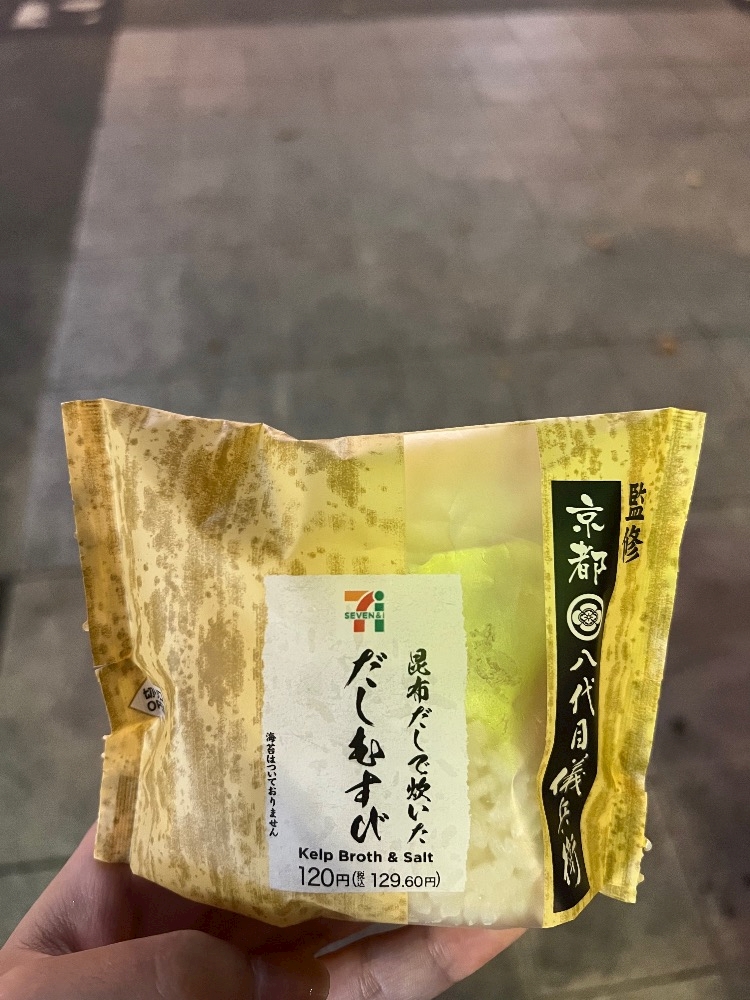 監修
京都 八代目儀兵衛
SEVEN&i
昆布だしで炊いた
だしむすび
海苔はついておりません
Kelp Broth & Salt
120円(税込 129.60円)